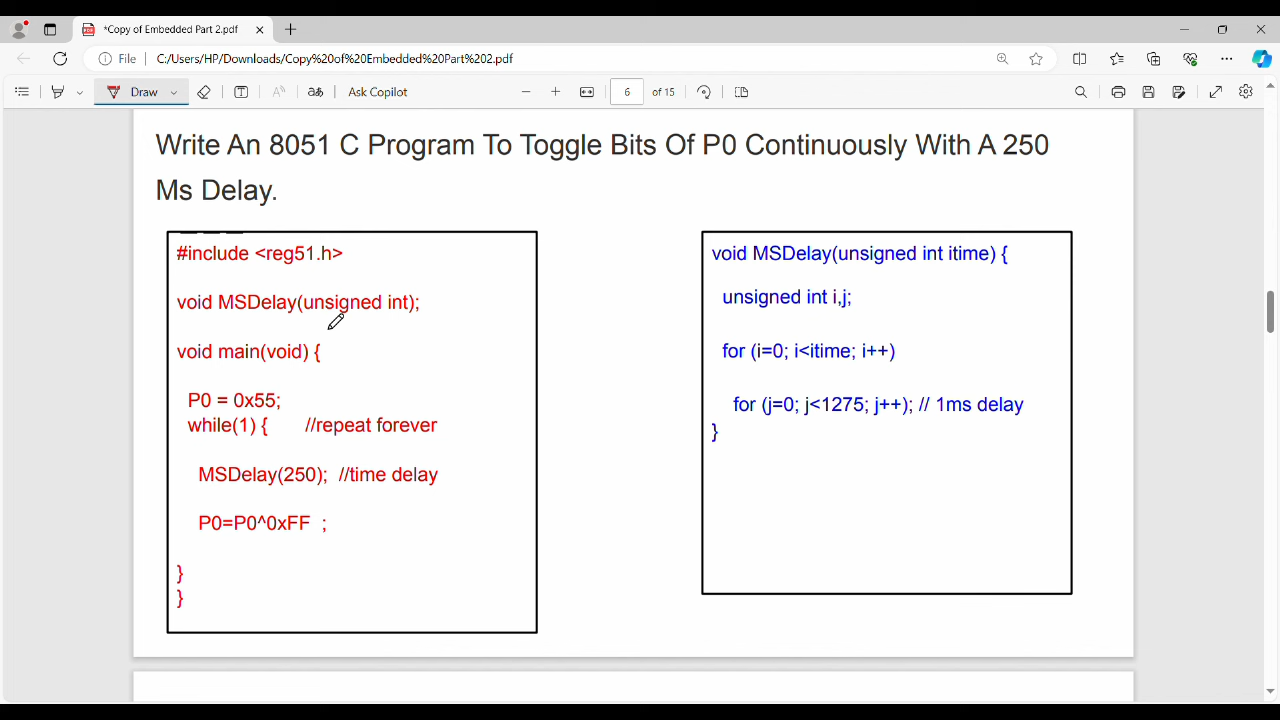 *Copy of Embedded Part 2.pdf
File
C:/Users/HP/Downloads/Copy%20of%20Embedded%20Part%202.pdf
Draw
Ask Copilot
6 of 15
Write An 8051 C Program To Toggle Bits Of P0 Continuously With A 250
Ms Delay.
#include <reg51.h>
void MSDelay(unsigned int);
void main(void) {
P0 = 0x55;
while(1) { //repeat forever
MSDelay(250); //time delay
P0=P0^0xFF ;
}
}
void MSDelay(unsigned int itime) {
unsigned int i,j;
for (i=0; i<itime; i++)
for (j=0; j<1275; j++); // 1ms delay
}